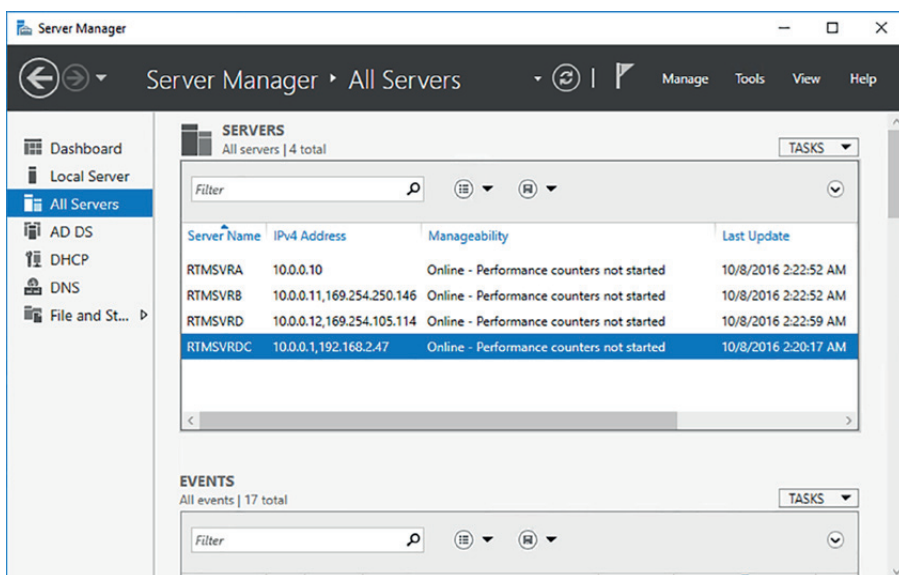 Server Manager
Server Manager ‣ All Servers
Manage Tools View Help
Dashboard
Local Server
All Servers
AD DS
DHCP
DNS
File and St...
SERVERS
All servers | 4 total
TASKS
Filter
Server Name IPv4 Address Manageability Last Update
RTMSVRA 10.0.0.10 Online - Performance counters not started 10/8/2016 2:22:52 AM
RTMSVRB 10.0.0.11,169.254.250.146 Online - Performance counters not started 10/8/2016 2:22:52 AM
RTMSVRD 10.0.0.12,169.254.105.114 Online - Performance counters not started 10/8/2016 2:22:59 AM
RTMSVRDC 10.0.0.1,192.168.2.47 Online - Performance counters not started 10/8/2016 2:20:17 AM
EVENTS
All events | 17 total
TASKS
Filter